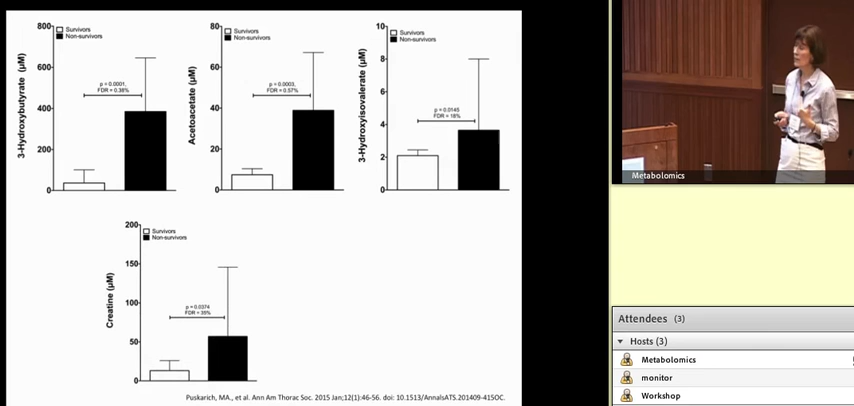 800
600
400
200
0
3-Hydroxybutyrate (μM)
Survivors
Non-survivors
p = 0.0001,
FDR = 0.38%
80
60
40
20
0
Acetoacetate (μM)
Survivors
Non-survivors
p = 0.0003,
FDR = 0.57%
10
8
6
4
2
0
3-Hydroxyisovalerate (μM)
Survivors
Non-survivors
p = 0.0145
FDR = 18%
200
150
100
50
0
Creatine (μM)
Survivors
Non-survivors
p = 0.0374
FDR = 35%
Puskarich, MA., et al. Ann Am Thorac Soc. 2015 Jan;12(1):46-56. doi: 10.1513/AnnalsATS.201409-415OC.
Metabolomics
Attendees (3)
Hosts (3)
Metabolomics
monitor
Workshop